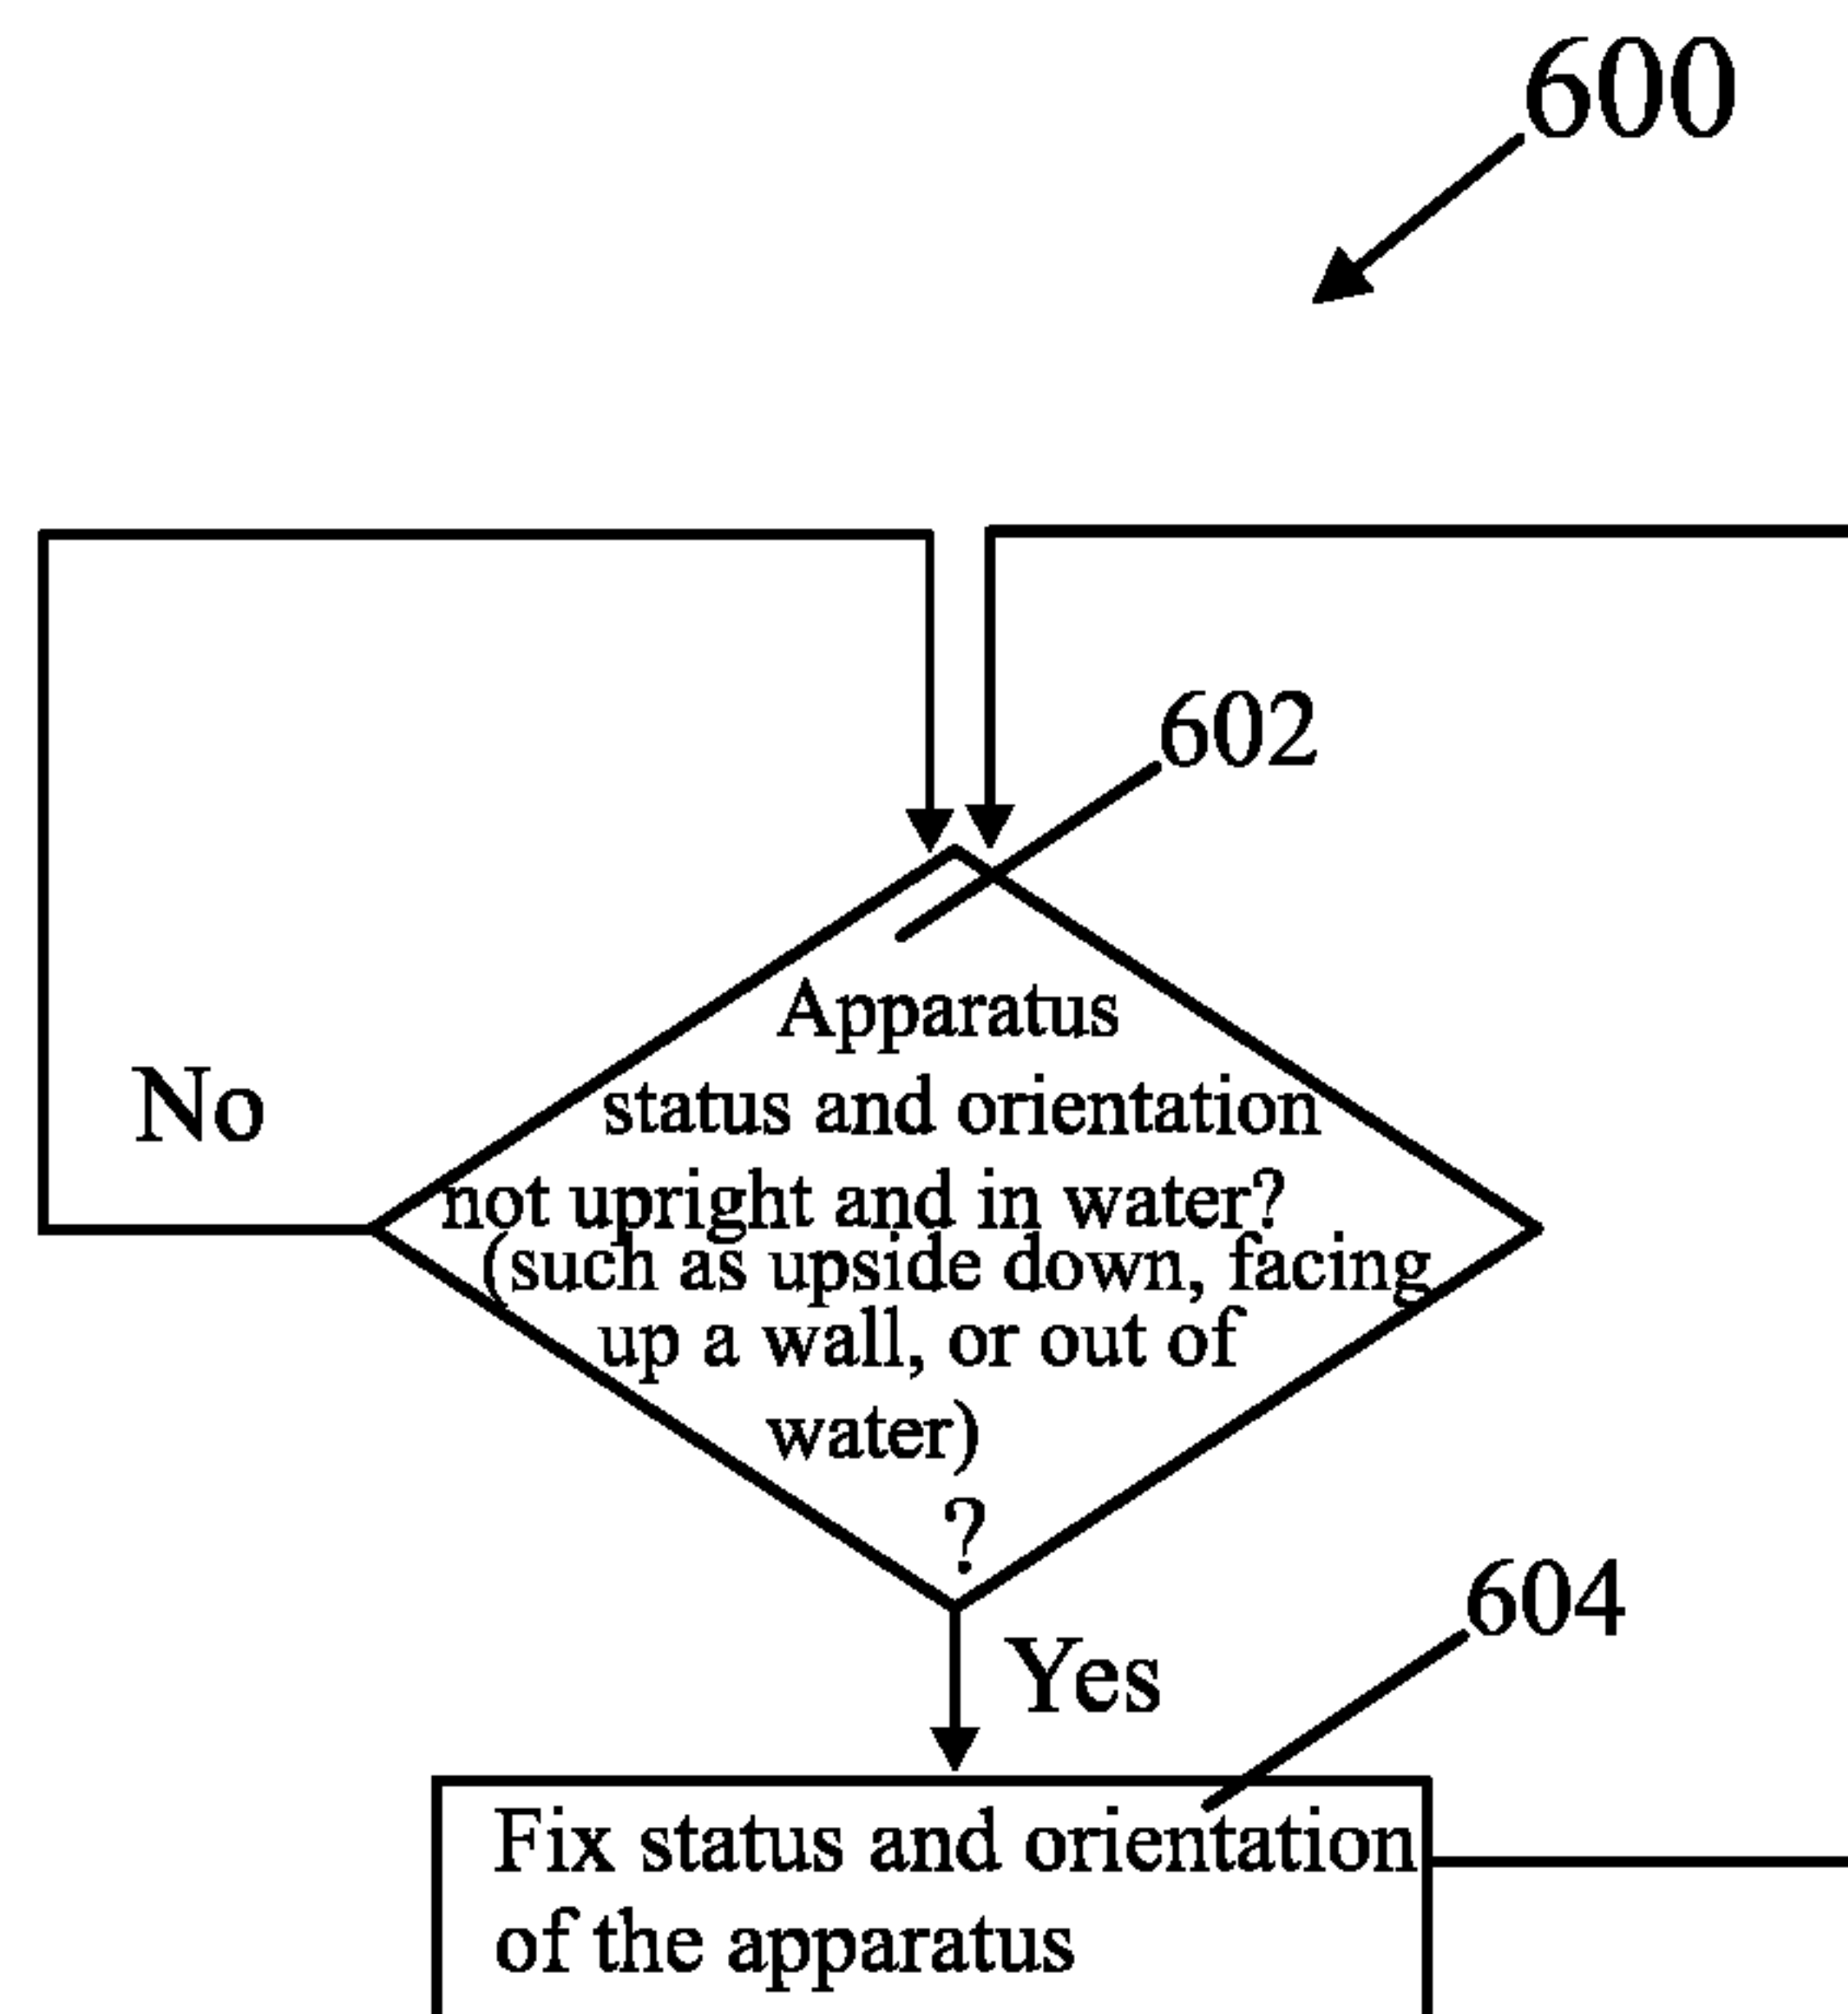 600
602
Apparatus
status and orientation
No
not upright and in water?
(such as upside down, facing
up a wall, or out of
water)
?
604
Yes
Fix status and orientation
of the apparatus